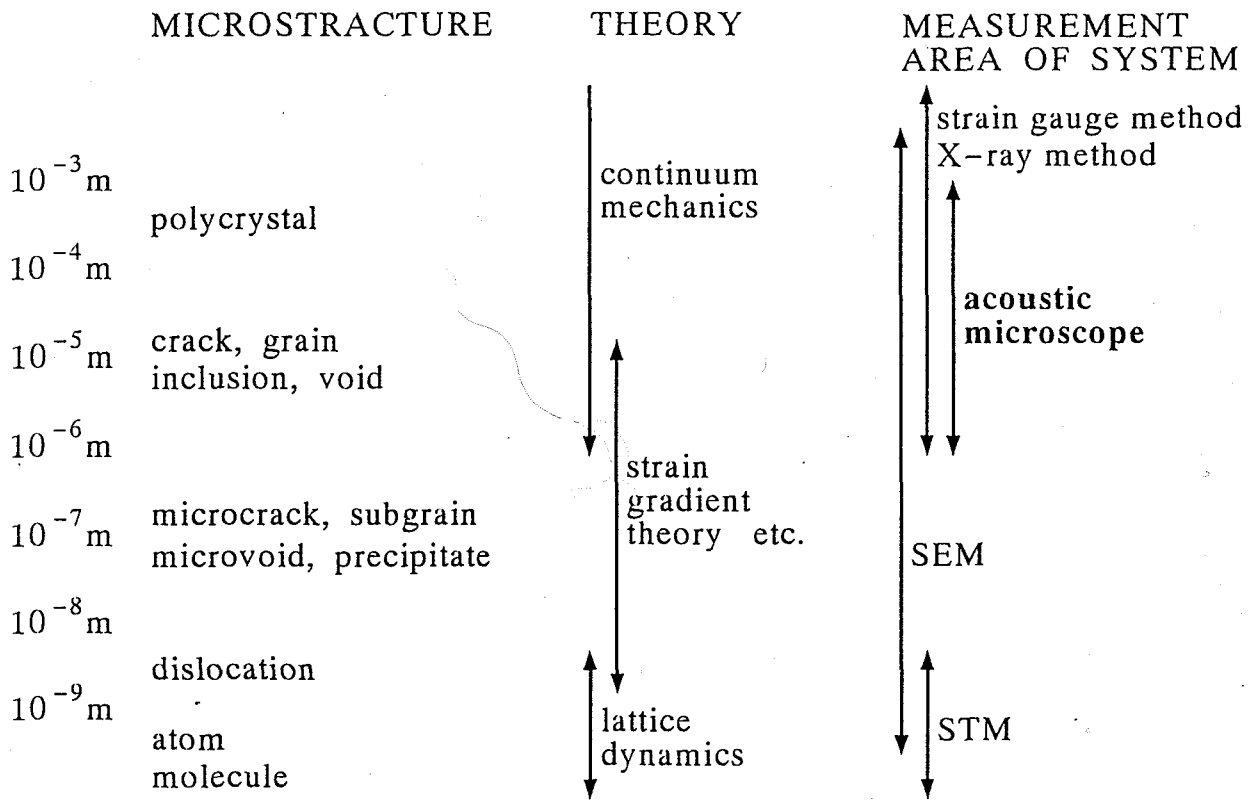 MICROSTRACTURE
THEORY
MEASUREMENT
AREA OF SYSTEM
10⁻³m
10⁻⁴m
10⁻⁵m
10⁻⁶m
10⁻⁷m
10⁻⁸m
10⁻⁹m
polycrystal
crack, grain
inclusion, void
microcrack, subgrain
microvoid, precipitate
dislocation
atom
molecule
continuum
mechanics
strain
gradient
theory etc.
lattice
dynamics
strain gauge method
X-ray method
acoustic
microscope
SEM
STM